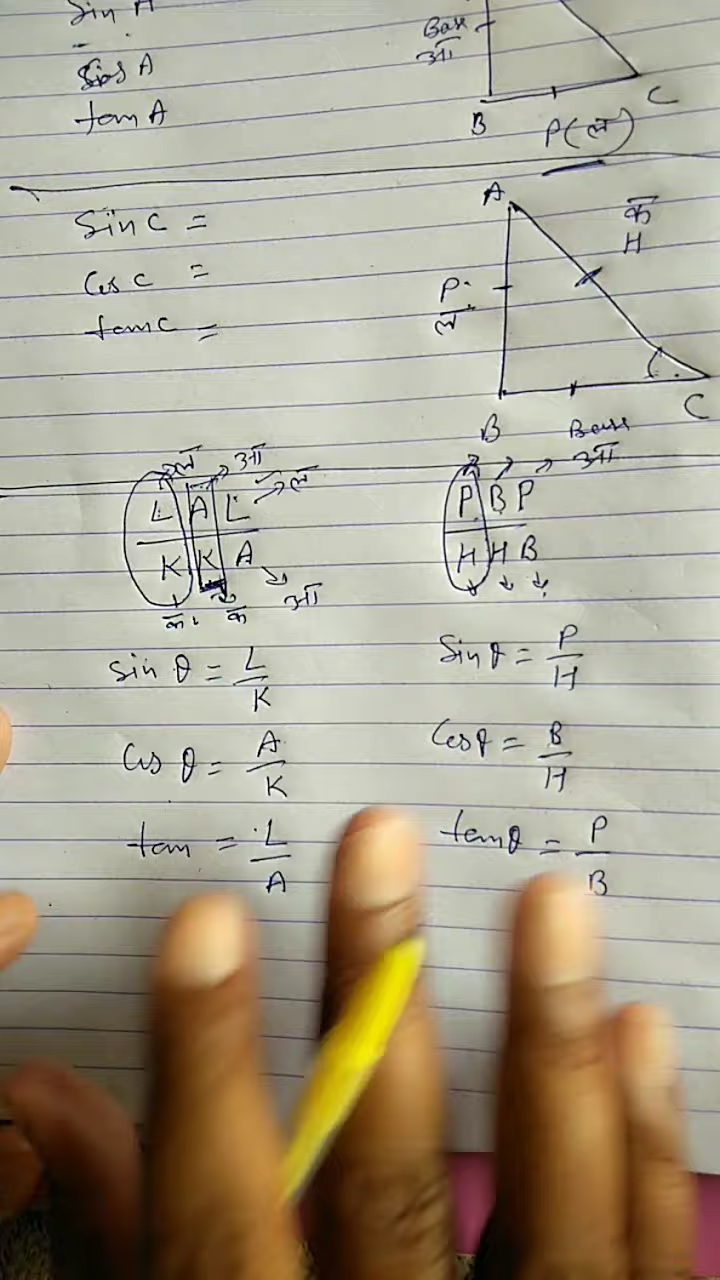 Sin A
Cos A
tan A
Base
आ
B
C
P(ल)
Sin C =
Cos C =
tan C =
A
क
H
P
ल
B
C
Base
आ
ल आ ल
L A L
K K A
क क आ
P B P
H H B
sin θ = L/K
Cos θ = A/K
tan = L/A
Sin θ = P/H
Cos θ = B/H
tan θ = P/B